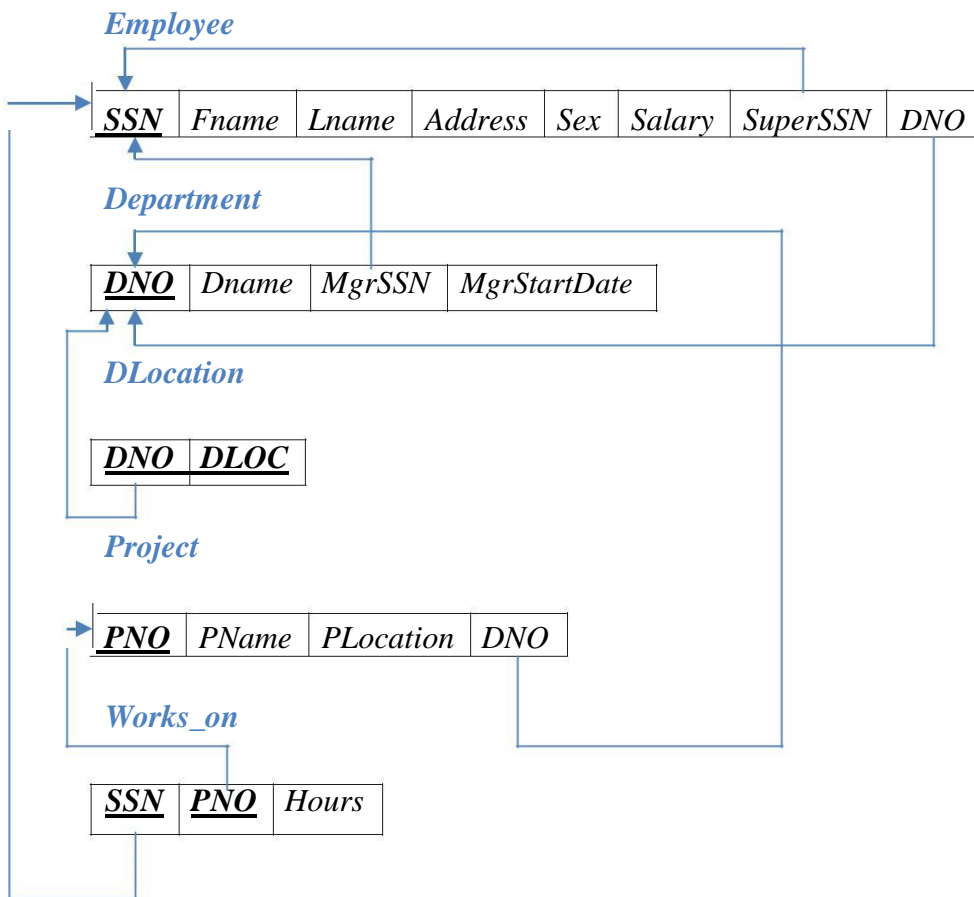 Employee
SSN Fname Lname Address Sex Salary SuperSSN DNO
Department
DNO Dname MgrSSN MgrStartDate
DLocation
DNO DLOC
Project
PNO PName PLocation DNO
Works_on
SSN PNO Hours